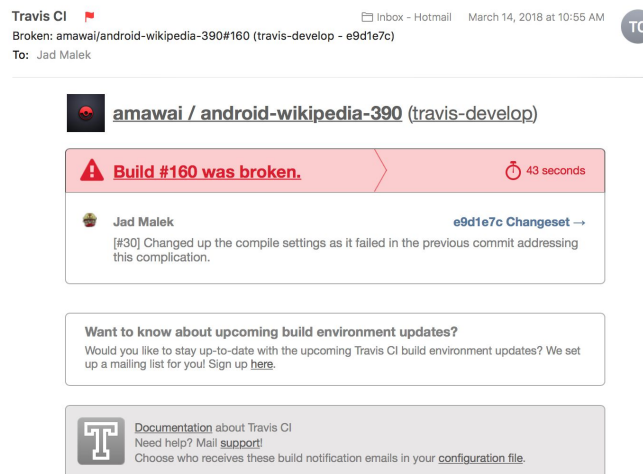 Travis CI
Inbox - Hotmail March 14, 2018 at 10:55 AM
Broken: amawai/android-wikipedia-390#160 (travis-develop - e9d1e7c)
To: Jad Malek
TC
amawai / android-wikipedia-390 (travis-develop)
Build #160 was broken.
43 seconds
Jad Malek
e9d1e7c Changeset →
[#30] Changed up the compile settings as it failed in the previous commit addressing
this complication.
Want to know about upcoming build environment updates?
Would you like to stay up-to-date with the upcoming Travis CI build environment updates? We set
up a mailing list for you! Sign up here.
Documentation about Travis CI
Need help? Mail support!
Choose who receives these build notification emails in your configuration file.